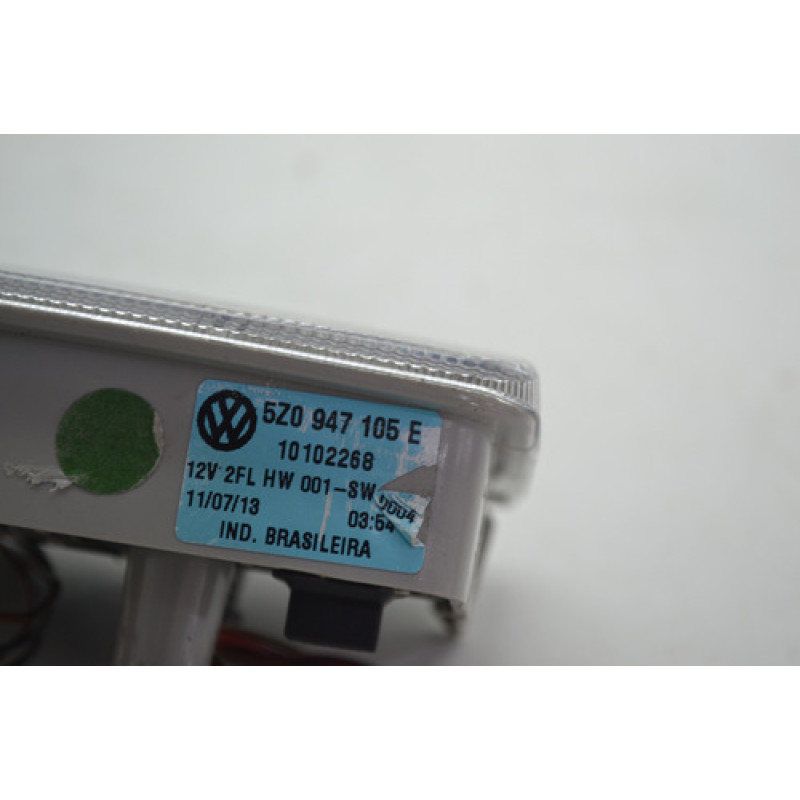 5Z0 947 105 E
10102268
12V 2FL HW 001-SW 0004
11/07/13 03:54
IND. BRASILEIRA